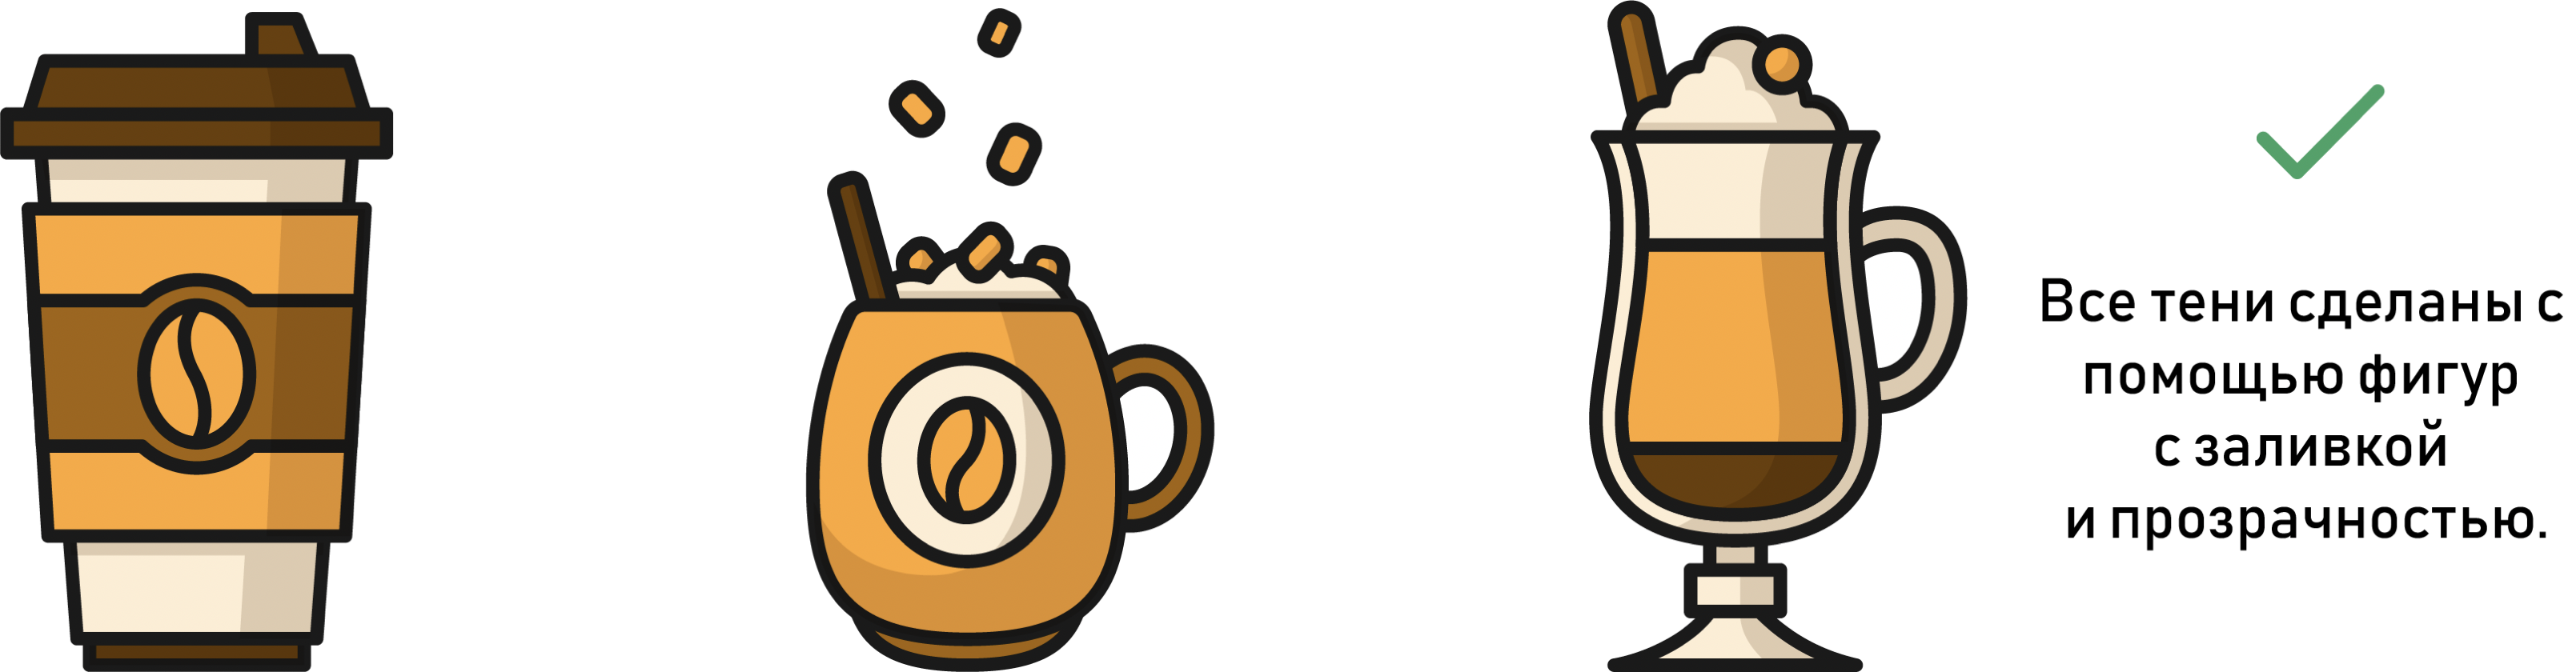 Все тени сделаны с
помощью фигур
с заливкой
и прозрачностью.